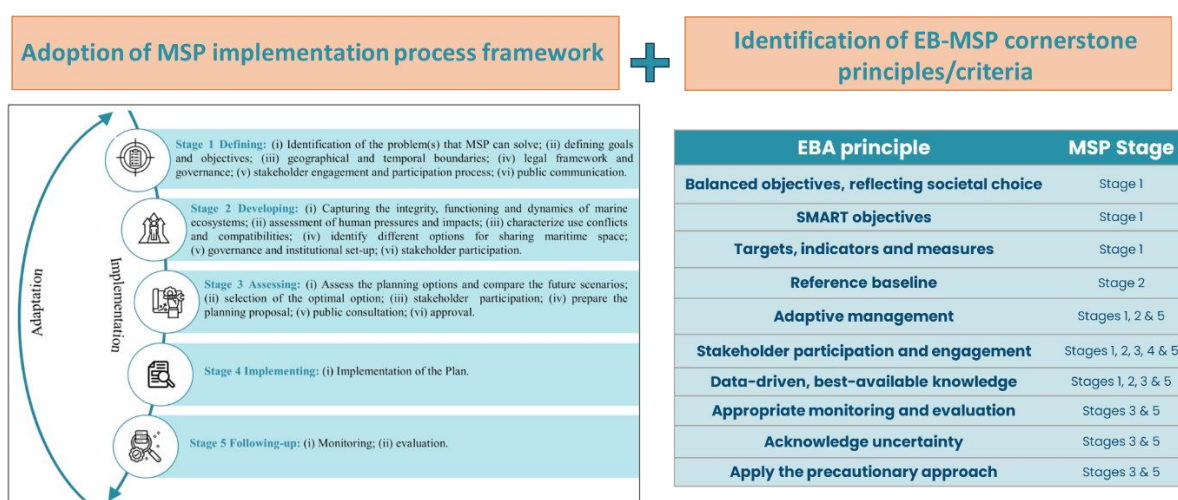 Adoption of MSP implementation process framework
+
Identification of EB-MSP cornerstone
principles/criteria
Adaptation
Implementation
Stage 1 Defining: (i) Identification of the problem(s) that MSP can solve; (ii) defining goals
and objectives; (iii) geographical and temporal boundaries; (iv) legal framework and
governance; (v) stakeholder engagement and participation process; (vi) public communication.
Stage 2 Developing: (i) Capturing the integrity, functioning and dynamics of marine
ecosystems; (ii) assessment of human pressures and impacts; (iii) characterize use conflicts
and compatibilities; (iv) identify different options for sharing maritime space;
(v) governance and institutional set-up; (vi) stakeholder participation.
Stage 3 Assessing: (i) Assess the planning options and compare the future scenarios;
(ii) selection of the optimal option; (iii) stakeholder participation; (iv) prepare the
planning proposal; (v) public consultation; (vi) approval.
Stage 4 Implementing: (i) Implementation of the Plan.
Stage 5 Following-up: (i) Monitoring; (ii) evaluation.
EBA principle MSP Stage
Balanced objectives, reflecting societal choice Stage 1
SMART objectives Stage 1
Targets, indicators and measures Stage 1
Reference baseline Stage 2
Adaptive management Stages 1, 2 & 5
Stakeholder participation and engagement Stages 1, 2, 3, 4 & 5
Data-driven, best-available knowledge Stages 1, 2, 3 & 5
Appropriate monitoring and evaluation Stages 3 & 5
Acknowledge uncertainty Stages 3 & 5
Apply the precautionary approach Stages 3 & 5